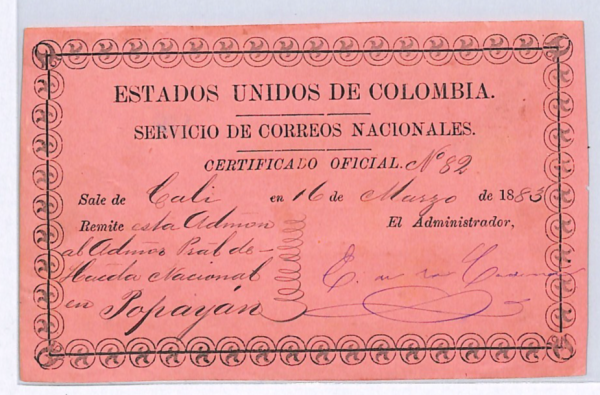 ESTADOS UNIDOS DE COLOMBIA.
SERVICIO DE CORREOS NACIONALES.
CERTIFICADO OFICIAL. Nº 82
Sale de Cali en 16 de Marzo de 1883
Remite esta Admon El Administrador,
al Admor Pral de
Hacda Nacional
en Popayán